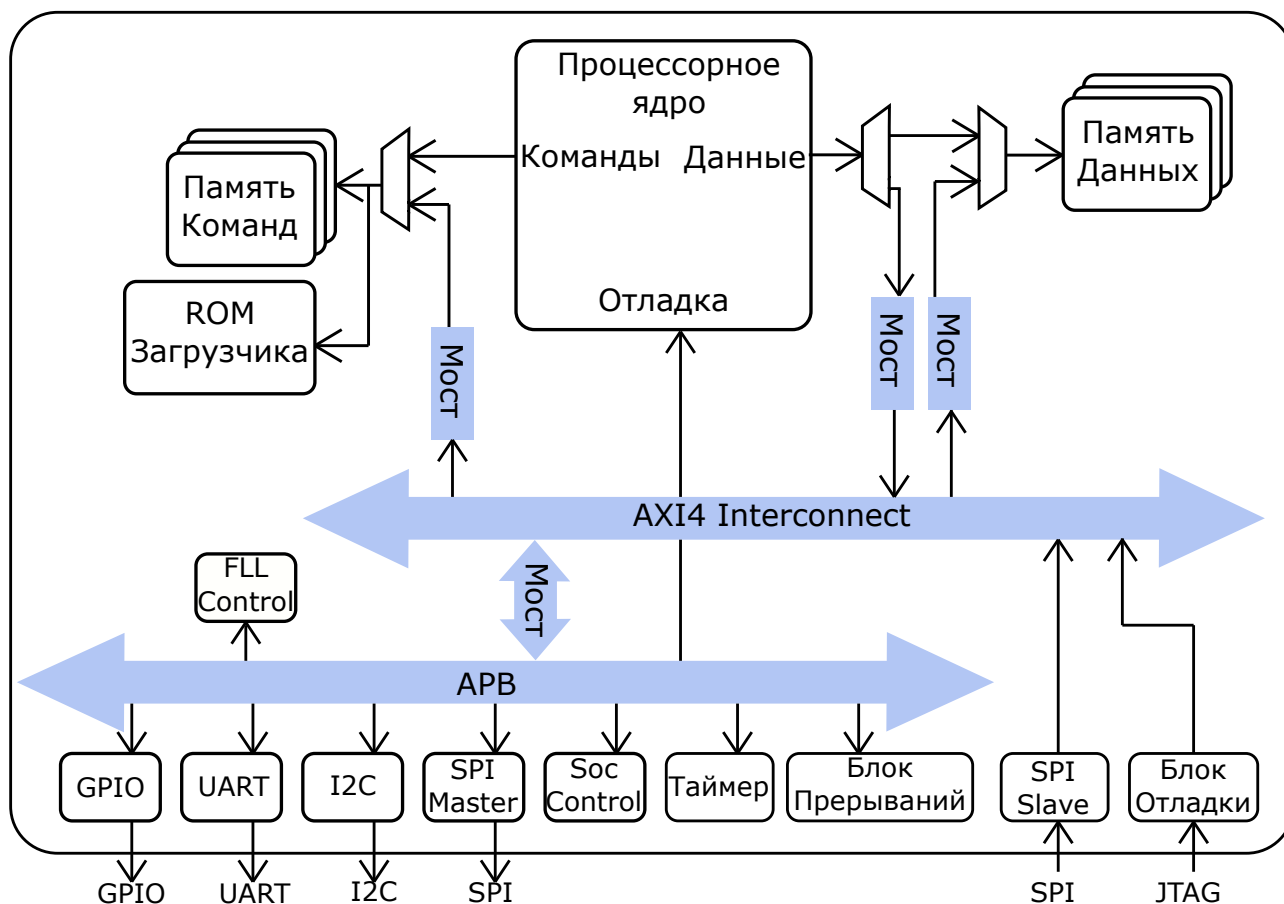 Процессорное
ядро
Команды
Данные
Отладка
Память
Команд
ROM
Загрузчика
Память
Данных
Мост
Мост
Мост
AXI4 Interconnect
FLL
Control
Мост
APB
GPIO
UART
I2C
SPI
Master
Soc
Control
Таймер
Блок
Прерываний
SPI
Slave
Блок
Отладки
GPIO
UART
I2C
SPI
SPI
JTAG